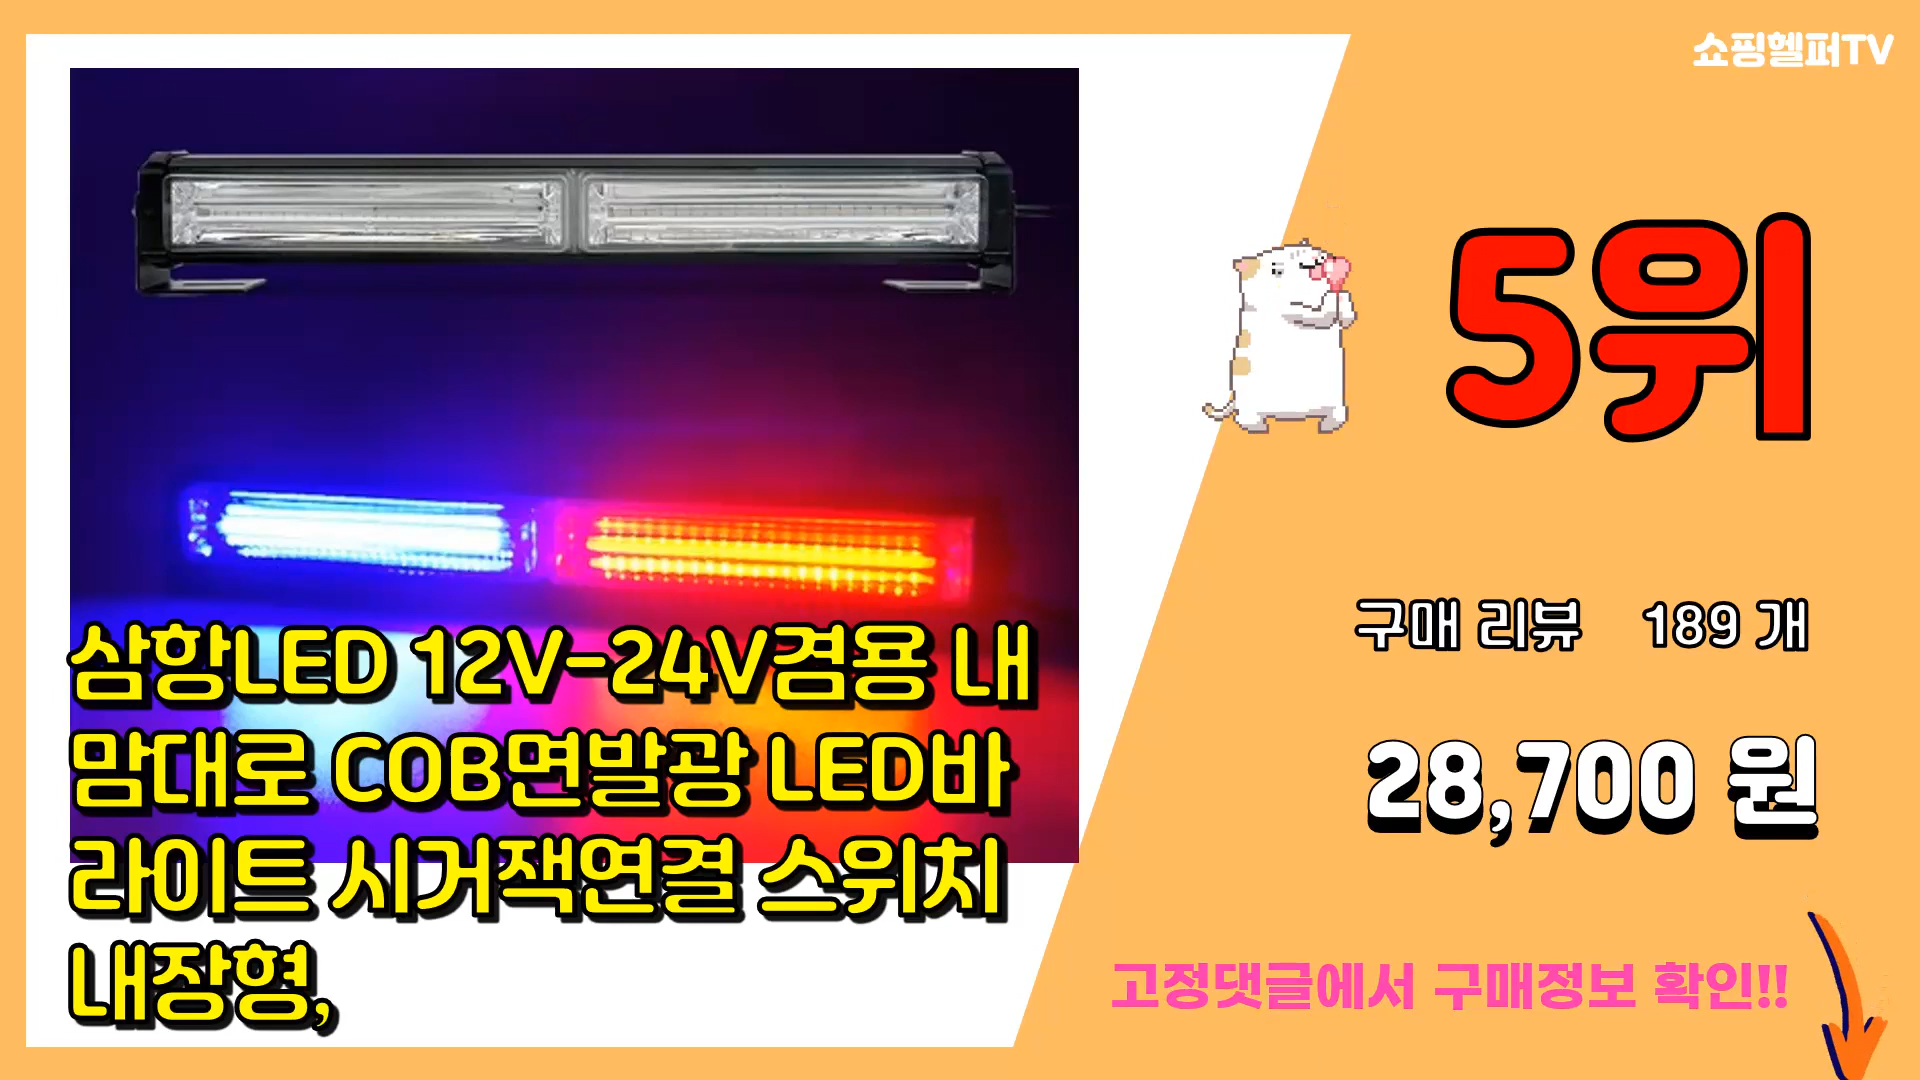 쇼핑헬퍼TV
5위
삼항LED 12V-24V겸용 내
맘대로 COB면발광 LED바
라이트 시거잭연결 스위치
내장형,
구매 리뷰 189 개
28,700 원
고정댓글에서 구매정보 확인!!